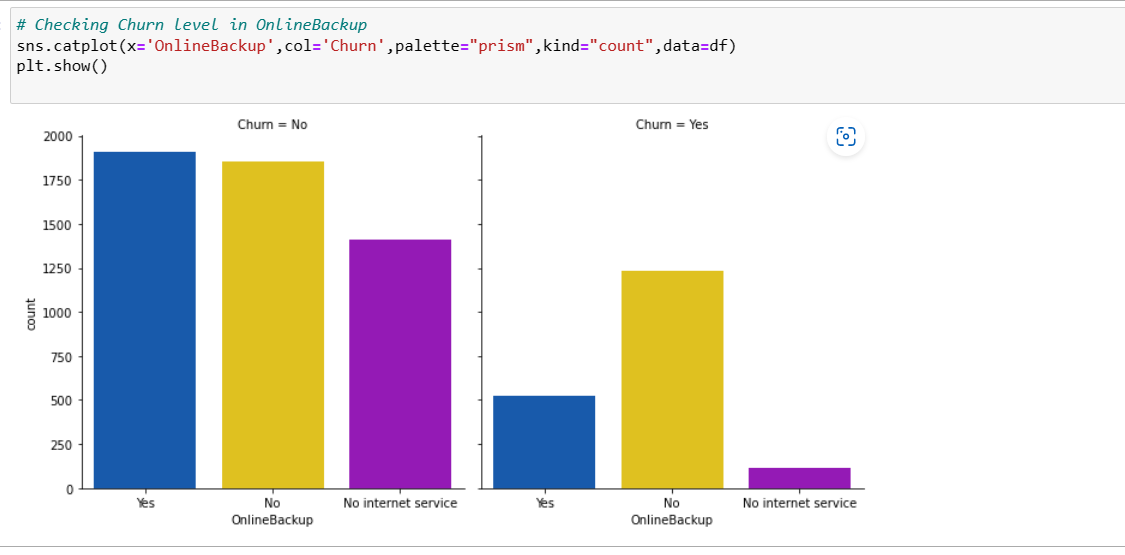 # Checking Churn level in OnlineBackup
sns.catplot(x='OnlineBackup',col='Churn',palette="prism",kind="count",data=df)
plt.show()
Churn = No
Churn = Yes
2000
1750
1500
1250
1000
750
500
250
0
count
Yes No No internet service
OnlineBackup
Yes No No internet service
OnlineBackup